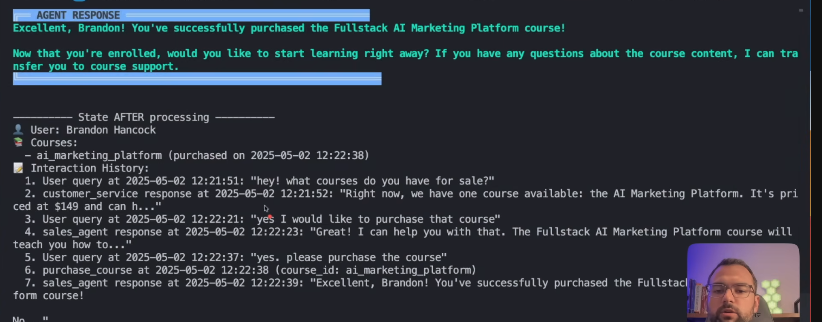 AGENT RESPONSE
Excellent, Brandon! You've successfully purchased the Fullstack AI Marketing Platform course!
Now that you're enrolled, would you like to start learning right away? If you have any questions about the course content, I can tra
nsfer you to course support.
---------- State AFTER processing ----------
User: Brandon Hancock
Courses:
- ai_marketing_platform (purchased on 2025-05-02 12:22:38)
Interaction History:
1. User query at 2025-05-02 12:21:51: "hey! what courses do you have for sale?"
2. customer_service response at 2025-05-02 12:21:52: "Right now, we have one course available: the AI Marketing Platform. It's pri
ced at $149 and can h..."
3. User query at 2025-05-02 12:22:21: "yes I would like to purchase that course"
4. sales_agent response at 2025-05-02 12:22:23: "Great! I can help you with that. The Fullstack AI Marketing Platform course will
teach you how to..."
5. User query at 2025-05-02 12:22:37: "yes. please purchase the course"
6. purchase_course at 2025-05-02 12:22:38 (course_id: ai_marketing_platform)
7. sales_agent response at 2025-05-02 12:22:39: "Excellent, Brandon! You've successfully purchased the Fullstack
form course!
No..."